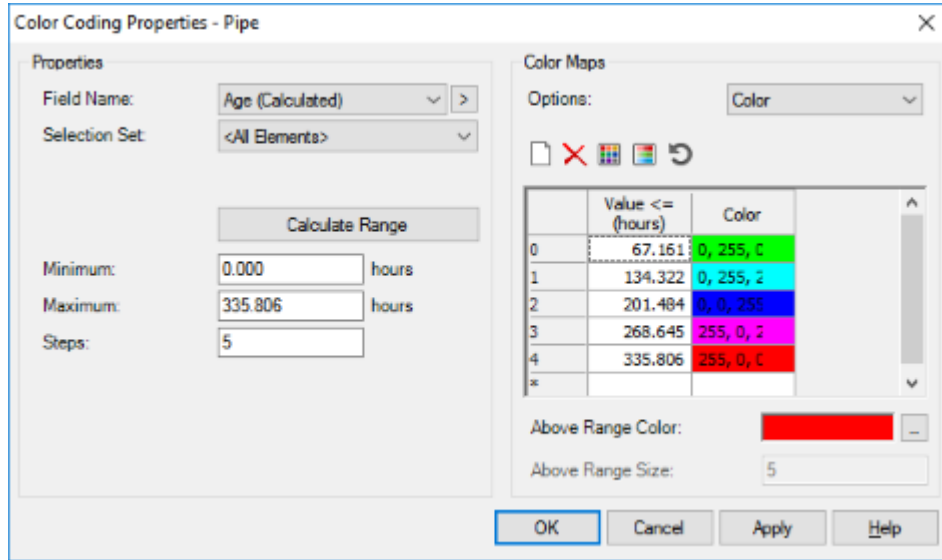 Color Coding Properties - Pipe
Properties
Field Name: Age (Calculated) >
Selection Set: <All Elements>
Calculate Range
Minimum: 0.000 hours
Maximum: 335.806 hours
Steps: 5
Color Maps
Options: Color
Value <= (hours) Color
0 67.161 0, 255, 0
1 134.322 0, 255, 2
2 201.484 0, 0, 255
3 268.645 255, 0, 2
4 335.806 255, 0, 0
*
Above Range Color: ...
Above Range Size: 5
OK Cancel Apply Help